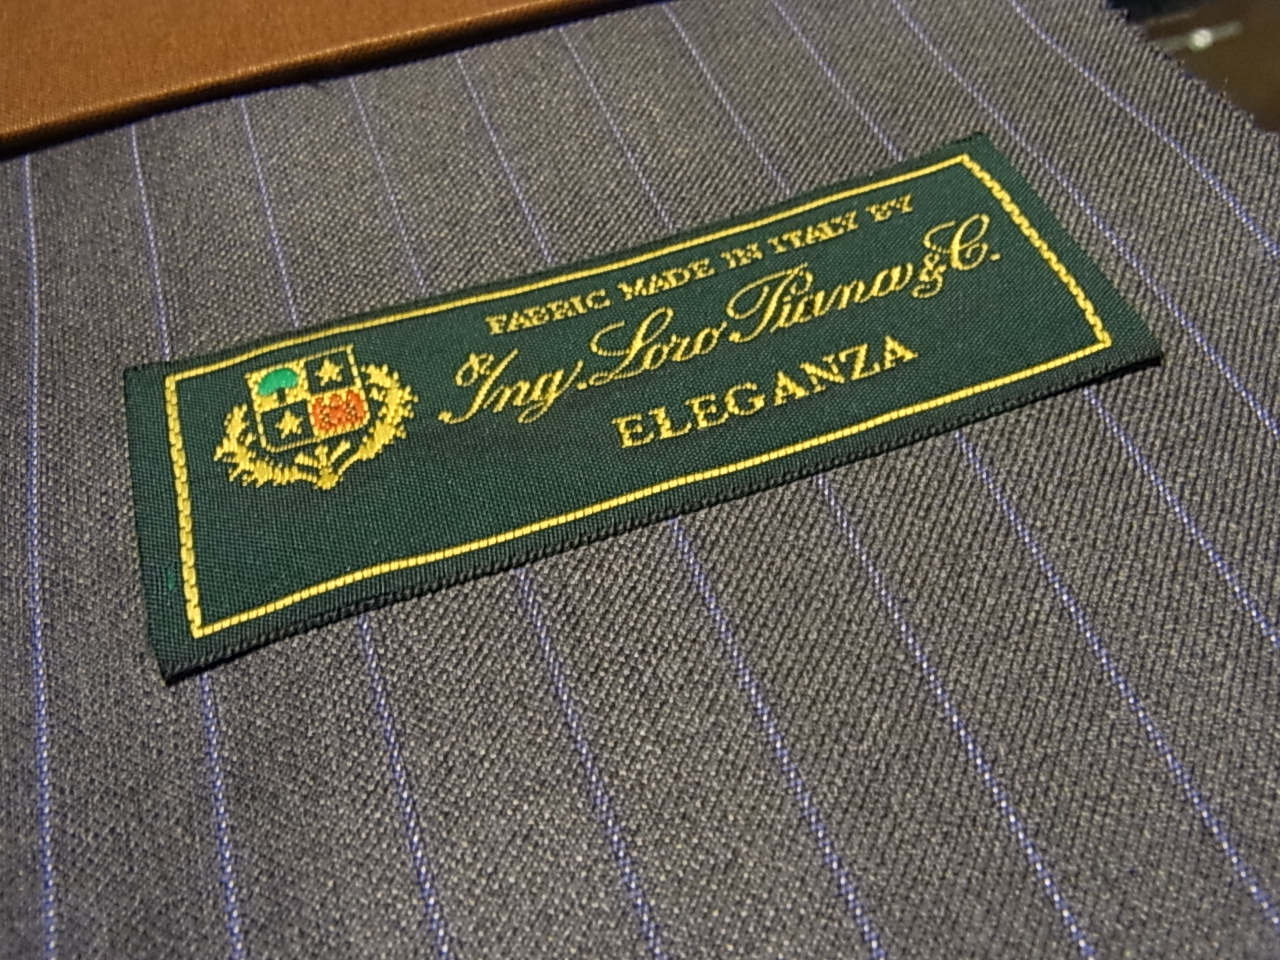 FABRIC MADE IN ITALY BY
Ing. Loro Piana & C.
ELEGANZA